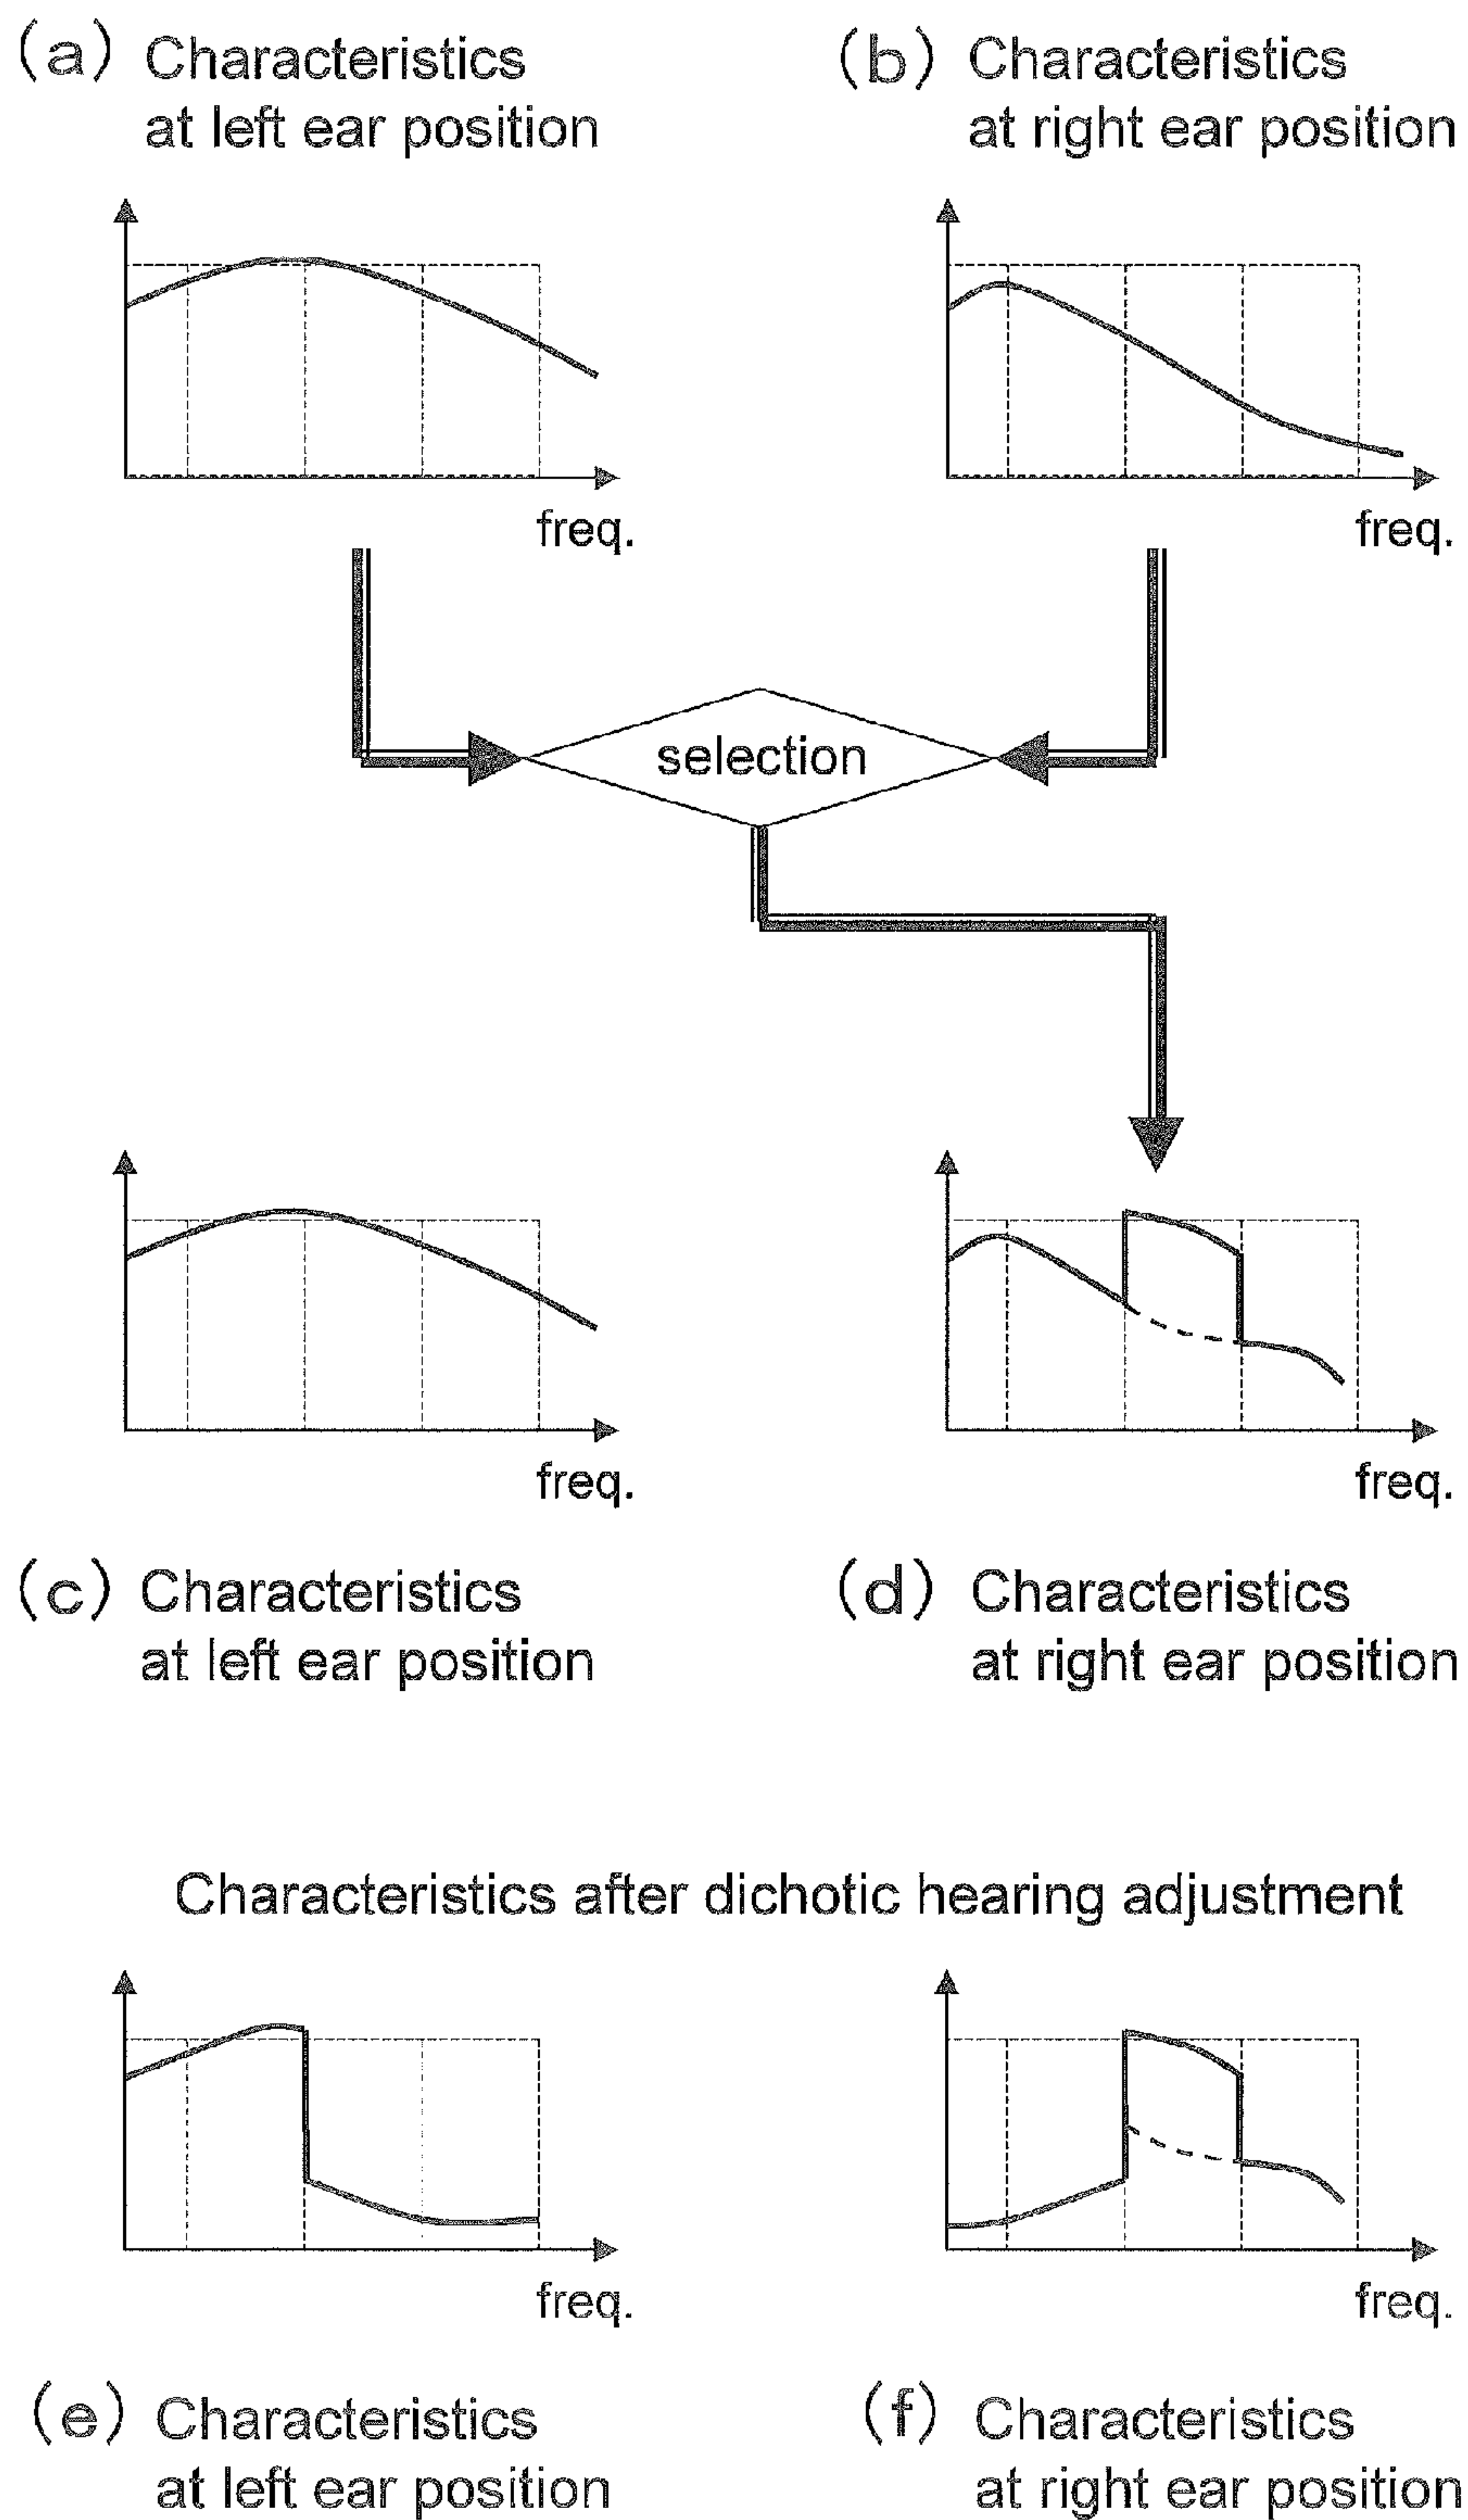 (a) Characteristics
at left ear position
(b) Characteristics
at right ear position
freq.
freq.
selection
freq.
freq.
(c) Characteristics
at left ear position
(d) Characteristics
at right ear position
Characteristics after dichotic hearing adjustment
freq.
freq.
(e) Characteristics
at left ear position
(f) Characteristics
at right ear position